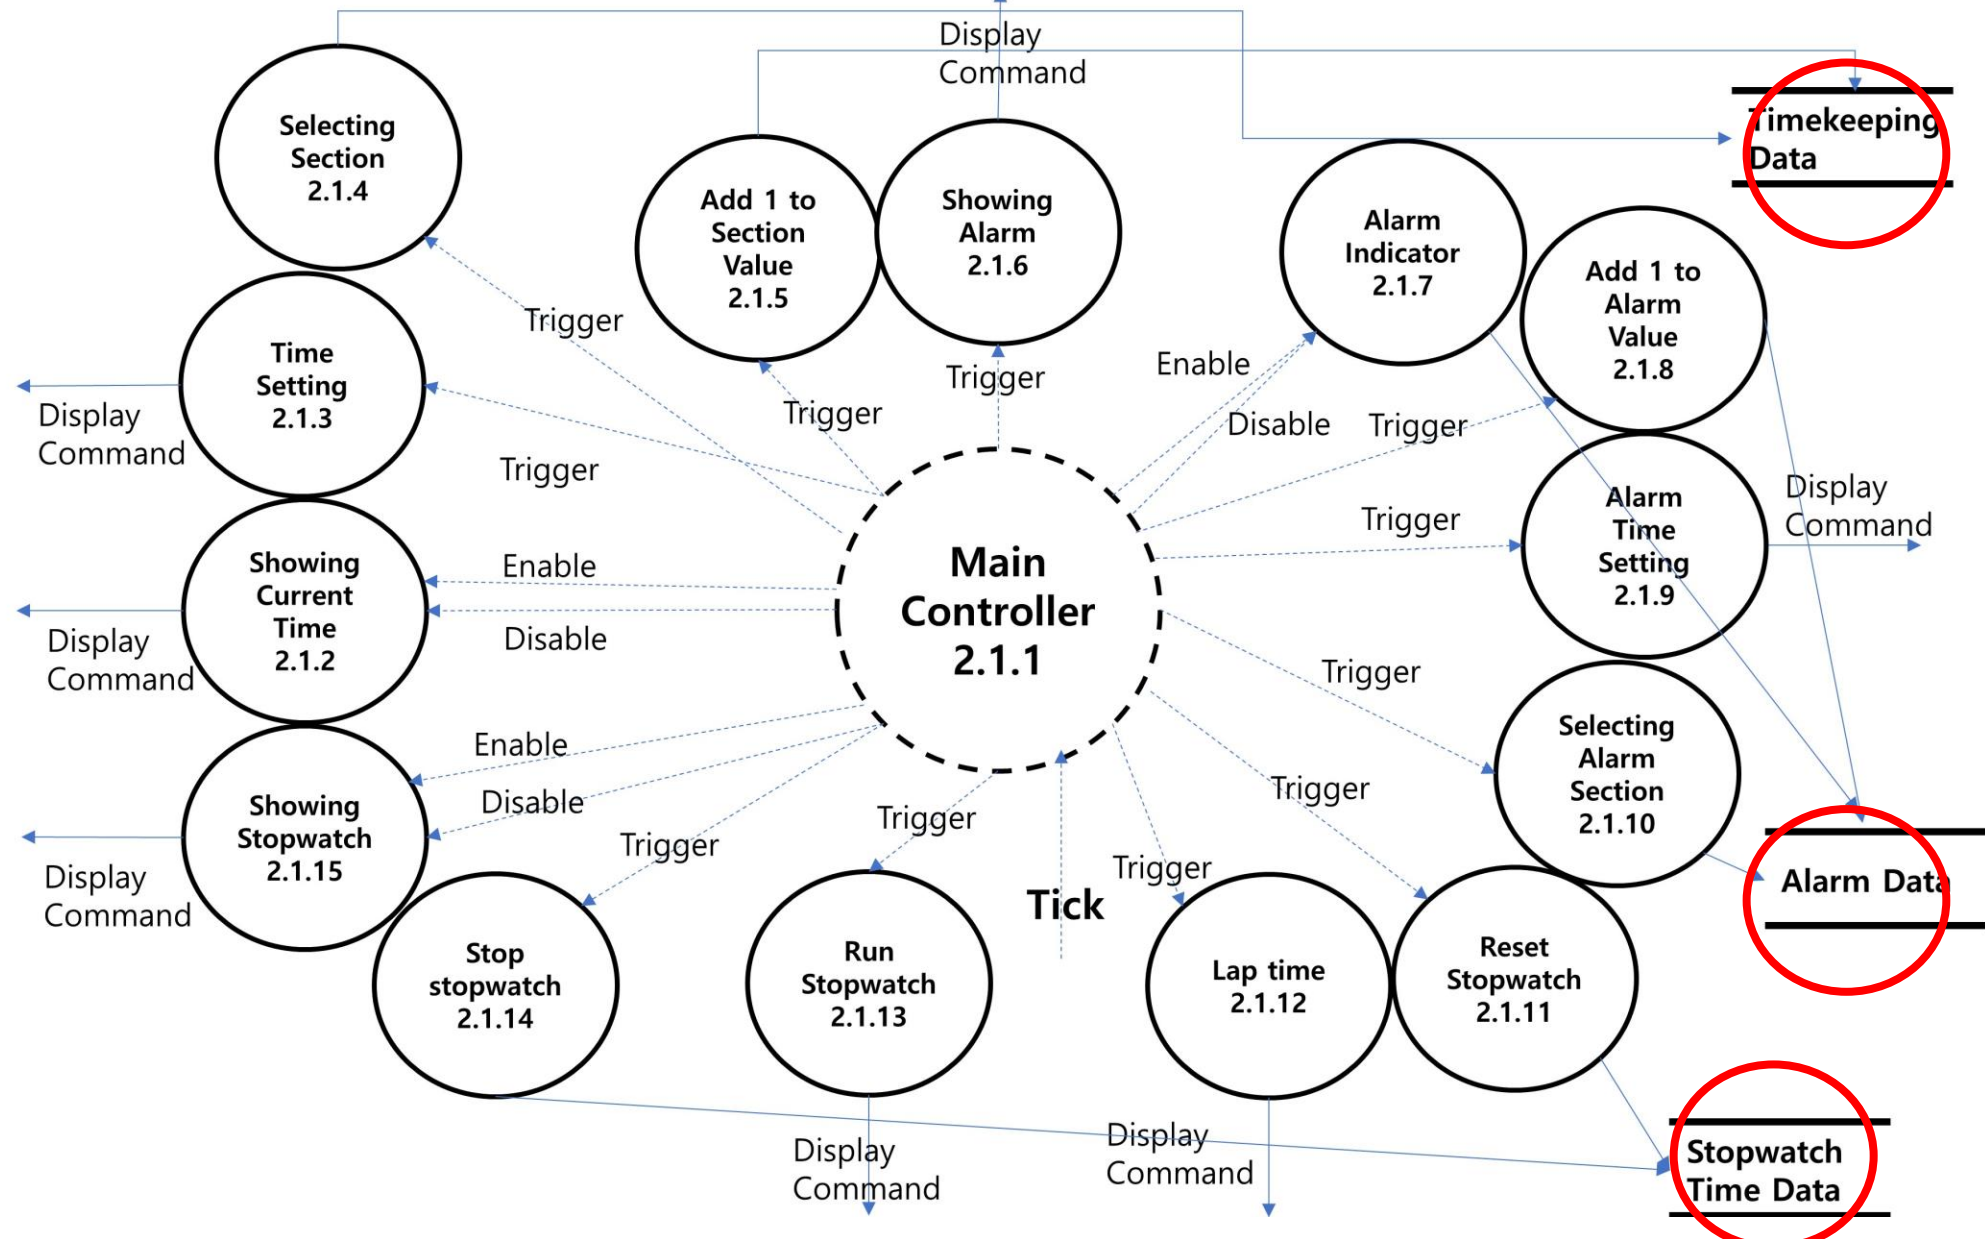 Display
Command
Timekeeping
Data
Selecting
Section
2.1.4
Add 1 to
Section
Value
2.1.5
Showing
Alarm
2.1.6
Alarm
Indicator
2.1.7
Add 1 to
Alarm
Value
2.1.8
Trigger
Time
Setting
2.1.3
Display
Command
Trigger
Trigger
Trigger
Enable
Disable
Trigger
Trigger
Alarm
Time
Setting
2.1.9
Display
Command
Showing
Current
Time
2.1.2
Display
Command
Enable
Disable
Main
Controller
2.1.1
Trigger
Selecting
Alarm
Section
2.1.10
Enable
Disable
Trigger
Trigger
Trigger
Trigger
Showing
Stopwatch
2.1.15
Display
Command
Tick
Alarm Data
Stop
stopwatch
2.1.14
Run
Stopwatch
2.1.13
Lap time
2.1.12
Reset
Stopwatch
2.1.11
Display
Command
Display
Command
Stopwatch
Time Data